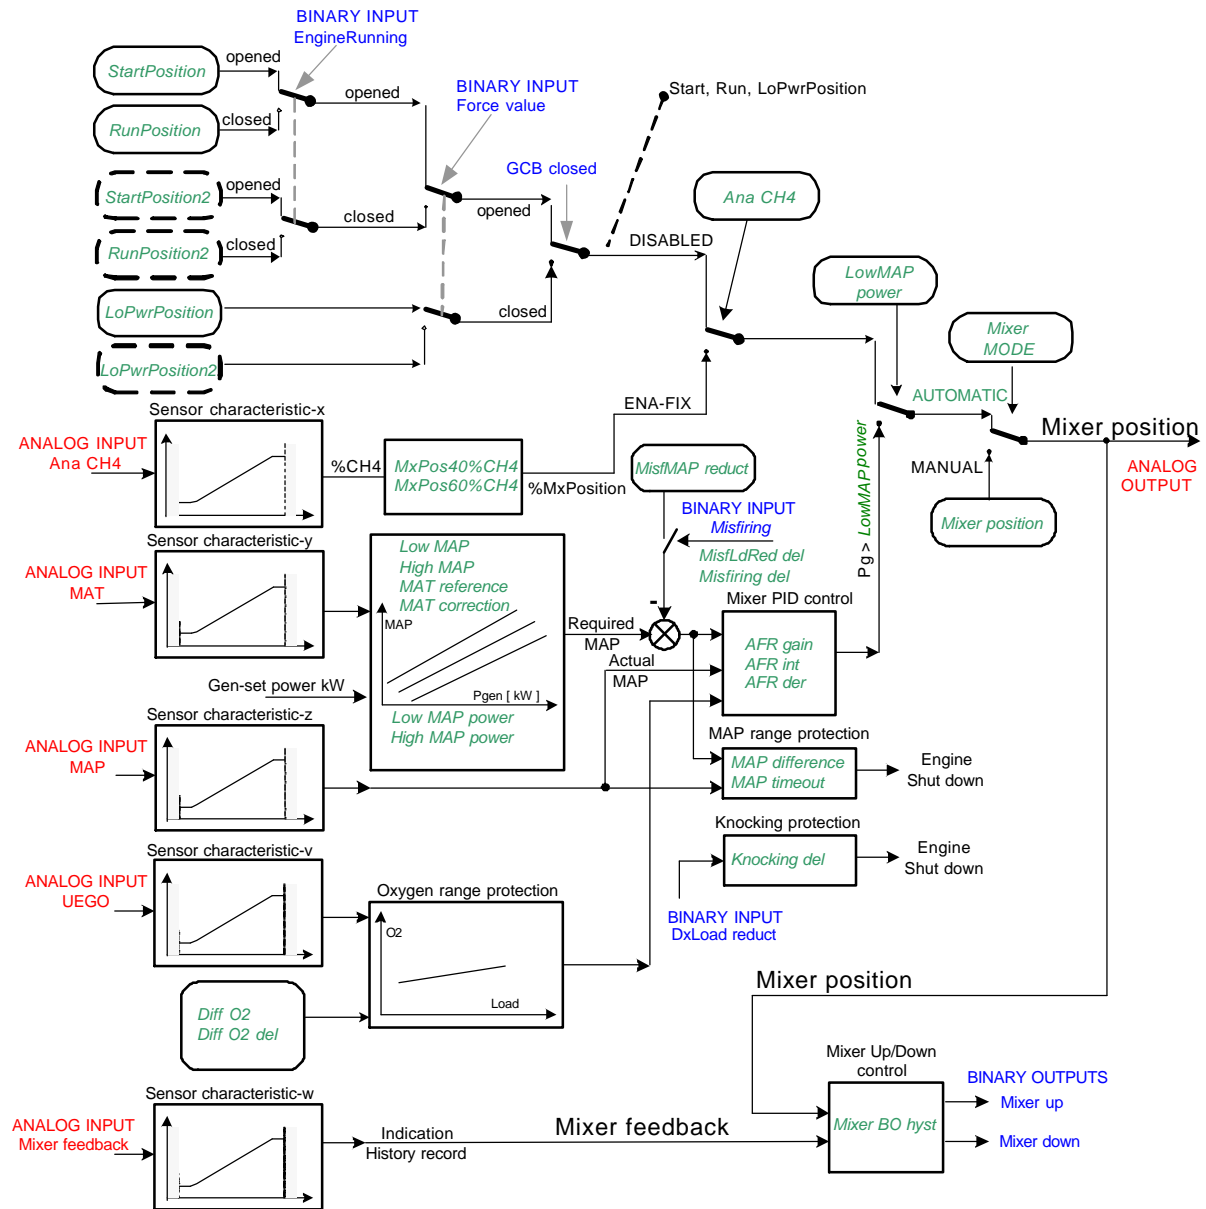 BINARY INPUT
EngineRunning
opened
StartPosition
opened
BINARY INPUT
Force value
Start, Run, LoPwrPosition
RunPosition
closed
GCB closed
opened
StartPosition2
Ana CH4
closed
opened
RunPosition2
closed
DISABLED
LowMAP
power
LoPwrPosition
closed
Mixer
MODE
LoPwrPosition2
AUTOMATIC
Sensor characteristic-x
ENA-FIX
Mixer position
ANALOG INPUT
Ana CH4
%CH4
MxPos40%CH4
MxPos60%CH4
%MxPosition
MisfMAP reduct
MANUAL
ANALOG
OUTPUT
BINARY INPUT
Misfiring
Mixer position
Pg > LowMAP power
Sensor characteristic-y
Low MAP
High MAP
MAT reference
MAT correction
MisfLdRed del
Misfiring del
ANALOG INPUT
MAT
MAP
-
Mixer PID control
Required
MAP
AFR gain
AFR int
AFR der
Actual
MAP
Gen-set power kW
Pgen [ kW ]
Sensor characteristic-z
Low MAP power
High MAP power
MAP range protection
ANALOG INPUT
MAP
MAP difference
MAP timeout
Engine
Shut down
Knocking protection
Sensor characteristic-v
Knocking del
Engine
Shut down
ANALOG INPUT
UEGO
Oxygen range protection
O2
BINARY INPUT
DxLoad reduct
Load
Mixer position
Diff O2
Diff O2 del
Mixer Up/Down
control
Sensor characteristic-w
BINARY OUTPUTS
Mixer up
ANALOG INPUT
Mixer feedback
Indication
History record
Mixer feedback
Mixer BO hyst
Mixer down